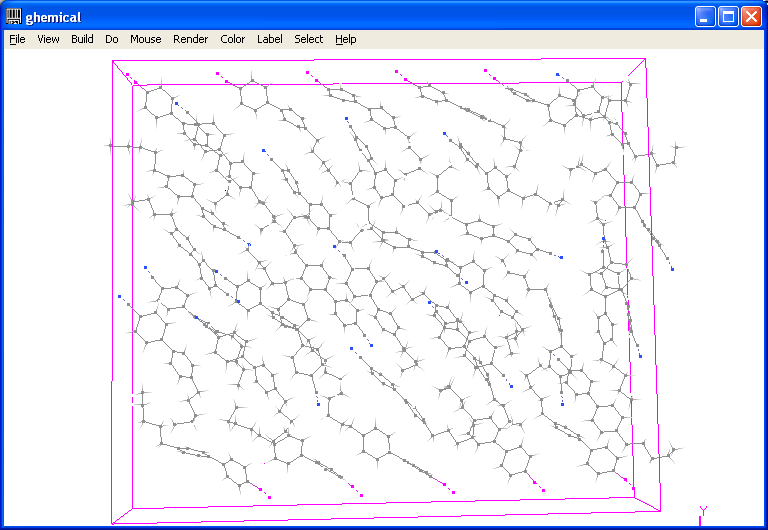 ghemical
File View Build Do Mouse Render Color Label Select Help
Y